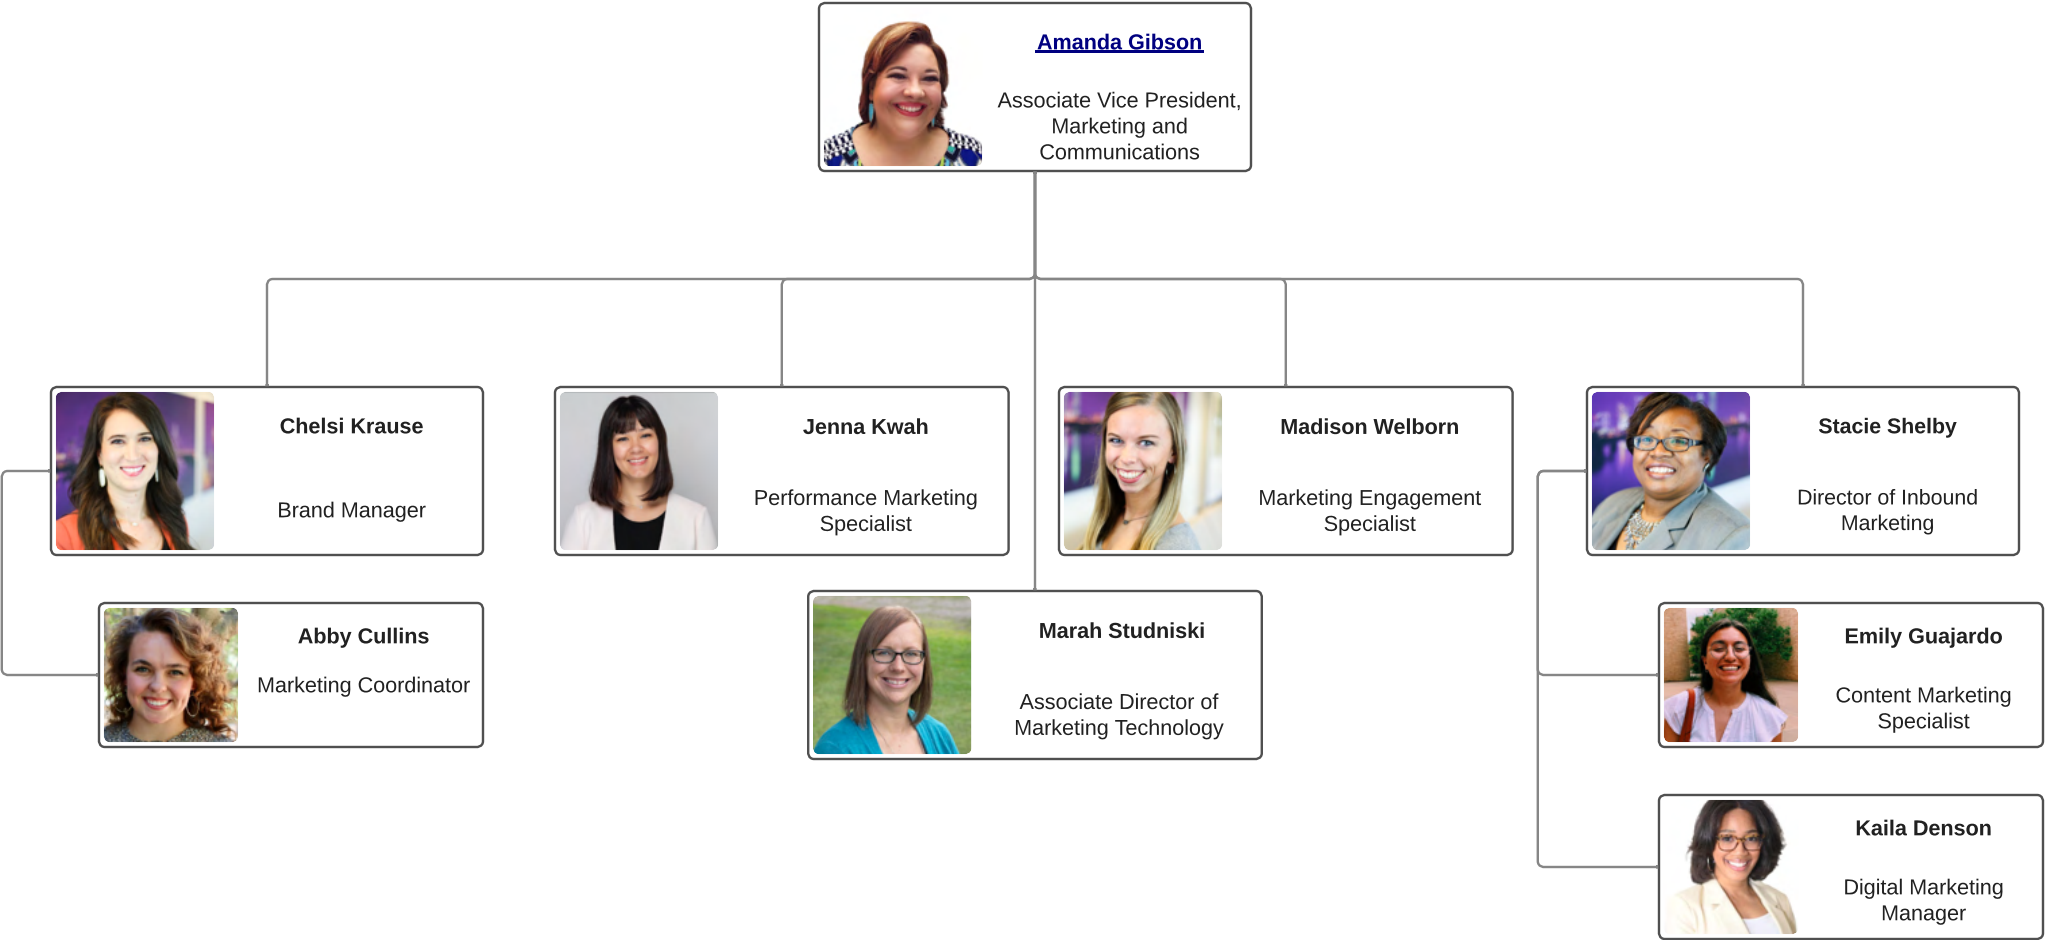 Amanda Gibson
Associate Vice President,
Marketing and
Communications
Chelsi Krause
Brand Manager
Jenna Kwah
Performance Marketing
Specialist
Madison Welborn
Marketing Engagement
Specialist
Stacie Shelby
Director of Inbound
Marketing
Abby Cullins
Marketing Coordinator
Marah Studniski
Associate Director of
Marketing Technology
Emily Guajardo
Content Marketing
Specialist
Kaila Denson
Digital Marketing
Manager